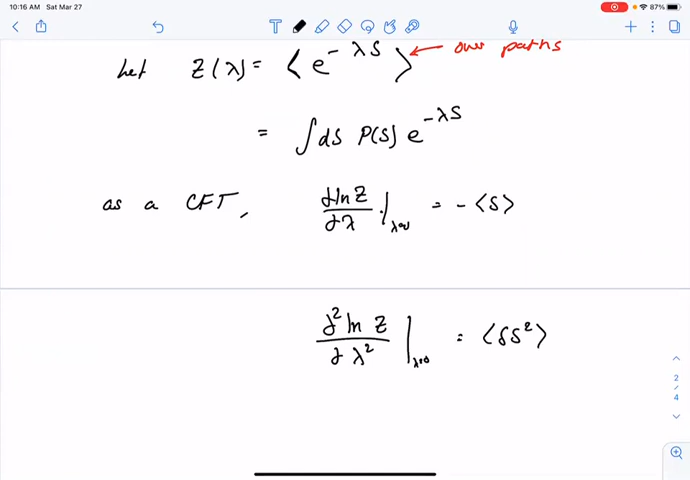 10:16 AM Sat Mar 27
87%
Let Z(λ) = ⟨ e^{-λS} ⟩ ← over paths
= ∫ dS P(S) e^{-λS}
as a CFT, ∂ln Z / ∂λ |_{λ=0} = - ⟨S⟩
∂² ln Z / ∂λ² |_{λ=0} = ⟨δS²⟩
2 / 4